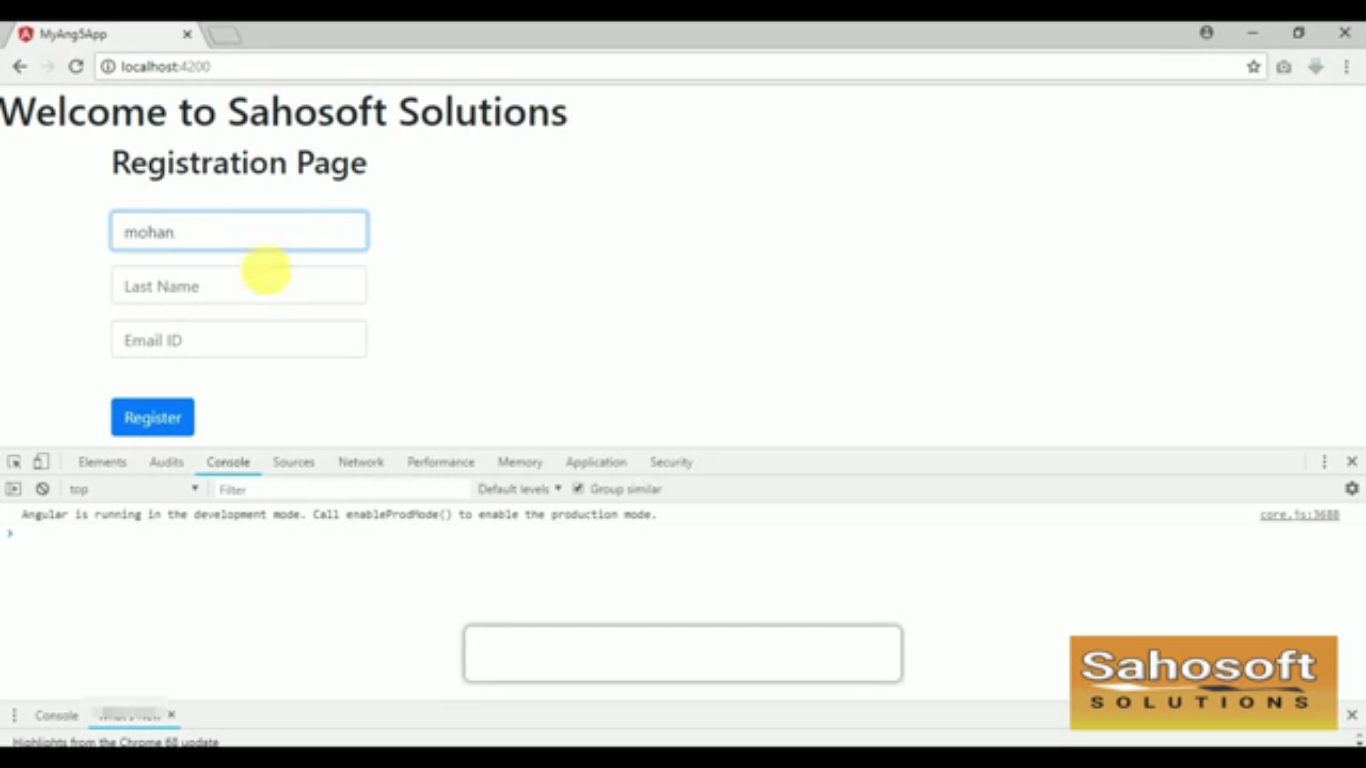 MyAng5App
localhost:4200
Welcome to Sahosoft Solutions
Registration Page
mohan
Last Name
Email ID
Register
Elements Audits Console Sources Network Performance Memory Application Security
top Filter Default levels Group similar
Angular is running in the development mode. Call enableProdMode() to enable the production mode. core.js:3688
Sahosoft
SOLUTIONS
Console What's New
Highlights from the Chrome 68 update